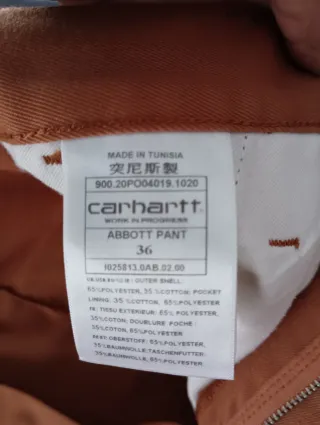 MADE IN TUNISIA
突尼斯製
900.20PO04019.1020
carhartt
WORK IN PROGRESS
ABBOTT PANT
36
I025813.0AB.02.00
OUTER SHELL:
65%POLYESTER, 35%COTTON; POCKET
LINING: 35%COTTON, 65%POLYESTER
FR: TISSU EXTERIEUR: 65%POLYESTER
35%COTON; DOUBLURE POCHE
35%COTON, 65%POLYESTER
OBERSTOFF: 65%POLYESTER,
35%BAUMWOLLE; TASCHENFUTTER:
35%BAUMWOLLE, 65%POLYESTER